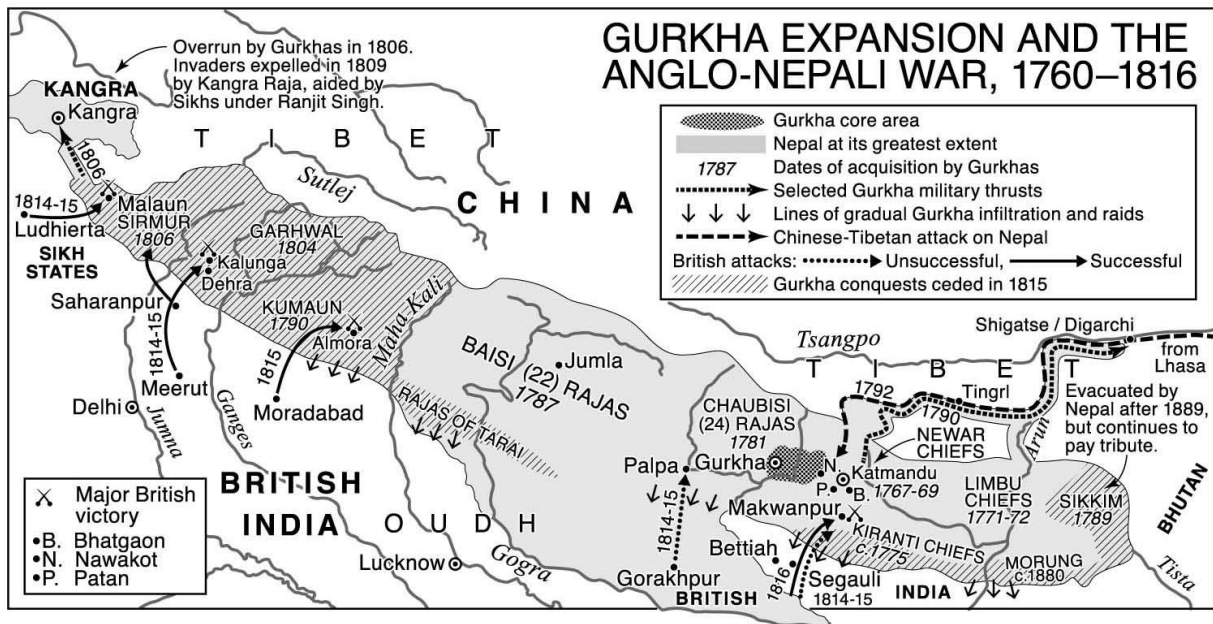 GURKHA EXPANSION AND THE
ANGLO-NEPALI WAR, 1760–1816
Gurkha core area
Nepal at its greatest extent
1787 Dates of acquisition by Gurkhas
Selected Gurkha military thrusts
Lines of gradual Gurkha infiltration and raids
Chinese-Tibetan attack on Nepal
British attacks: Unsuccessful, Successful
Gurkha conquests ceded in 1815
Overrun by Gurkhas in 1806.
Invaders expelled in 1809
by Kangra Raja, aided by
Sikhs under Ranjit Singh.
KANGRA
Kangra
TIBET
CHINA
Sutlej
1806
1814-15
Ludhierta
SIKH
STATES
Malaun
SIRMUR
1806
GARHWAL
1804
Kalunga
Dehra
Saharanpur
KUMAUN
1790
Almora
Maha Kali
1814-15
Meerut
1815
Moradabad
Delhi
Jumna
Ganges
BRITISH
INDIA
OUDH
Lucknow
Gogra
BAISI (22) RAJAS
1787
Jumla
RAJAS OF TARAI
Tsangpo
TIBET
Shigatse / Digarchi
from
Lhasa
1792
1790
Tingrl
Evacuated by
Nepal after 1889,
but continues to
pay tribute.
CHAUBISI
(24) RAJAS
1781
Palpa
Gurkha
N.
P.
B.
Katmandu
1767-69
NEWAR
CHIEFS
Arun
LIMBU
CHIEFS
1771-72
SIKKIM
1789
BHUTAN
Makwanpur
KIRANTI CHIEFS
c.1775
MORUNG
c.1880
Tista
1814-15
Gorakhpur
Bettiah
1816
Segauli
1814-15
BRITISH
INDIA
Major British
victory
B. Bhatgaon
N. Nawakot
P. Patan